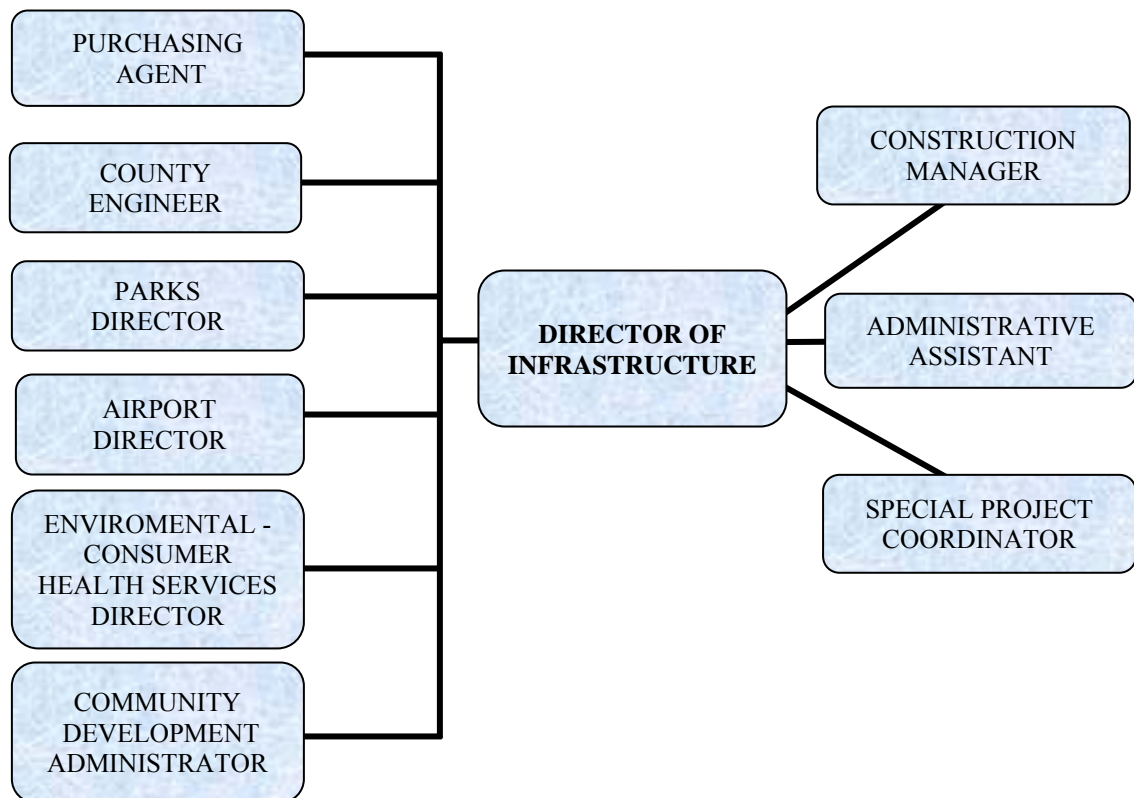 PURCHASING
AGENT
COUNTY
ENGINEER
PARKS
DIRECTOR
AIRPORT
DIRECTOR
ENVIROMENTAL -
CONSUMER
HEALTH SERVICES
DIRECTOR
COMMUNITY
DEVELOPMENT
ADMINISTRATOR
DIRECTOR OF
INFRASTRUCTURE
CONSTRUCTION
MANAGER
ADMINISTRATIVE
ASSISTANT
SPECIAL PROJECT
COORDINATOR